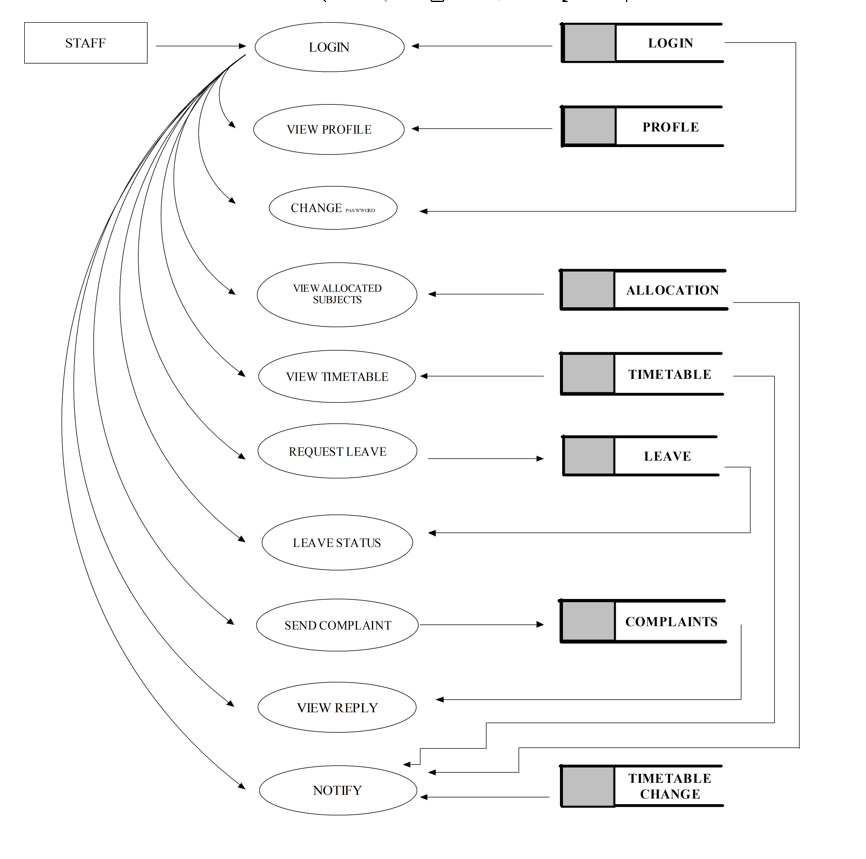 STAFF
LOGIN
LOGIN
VIEW PROFILE
PROFLE
CHANGE PASWWORD
VIEW ALLOCATED
SUBJECTS
ALLOCATION
VIEW TIMETABLE
TIMETABLE
REQUEST LEAVE
LEAVE
LEAVE STATUS
SEND COMPLAINT
COMPLAINTS
VIEW REPLY
NOTIFY
TIMETABLE
CHANGE